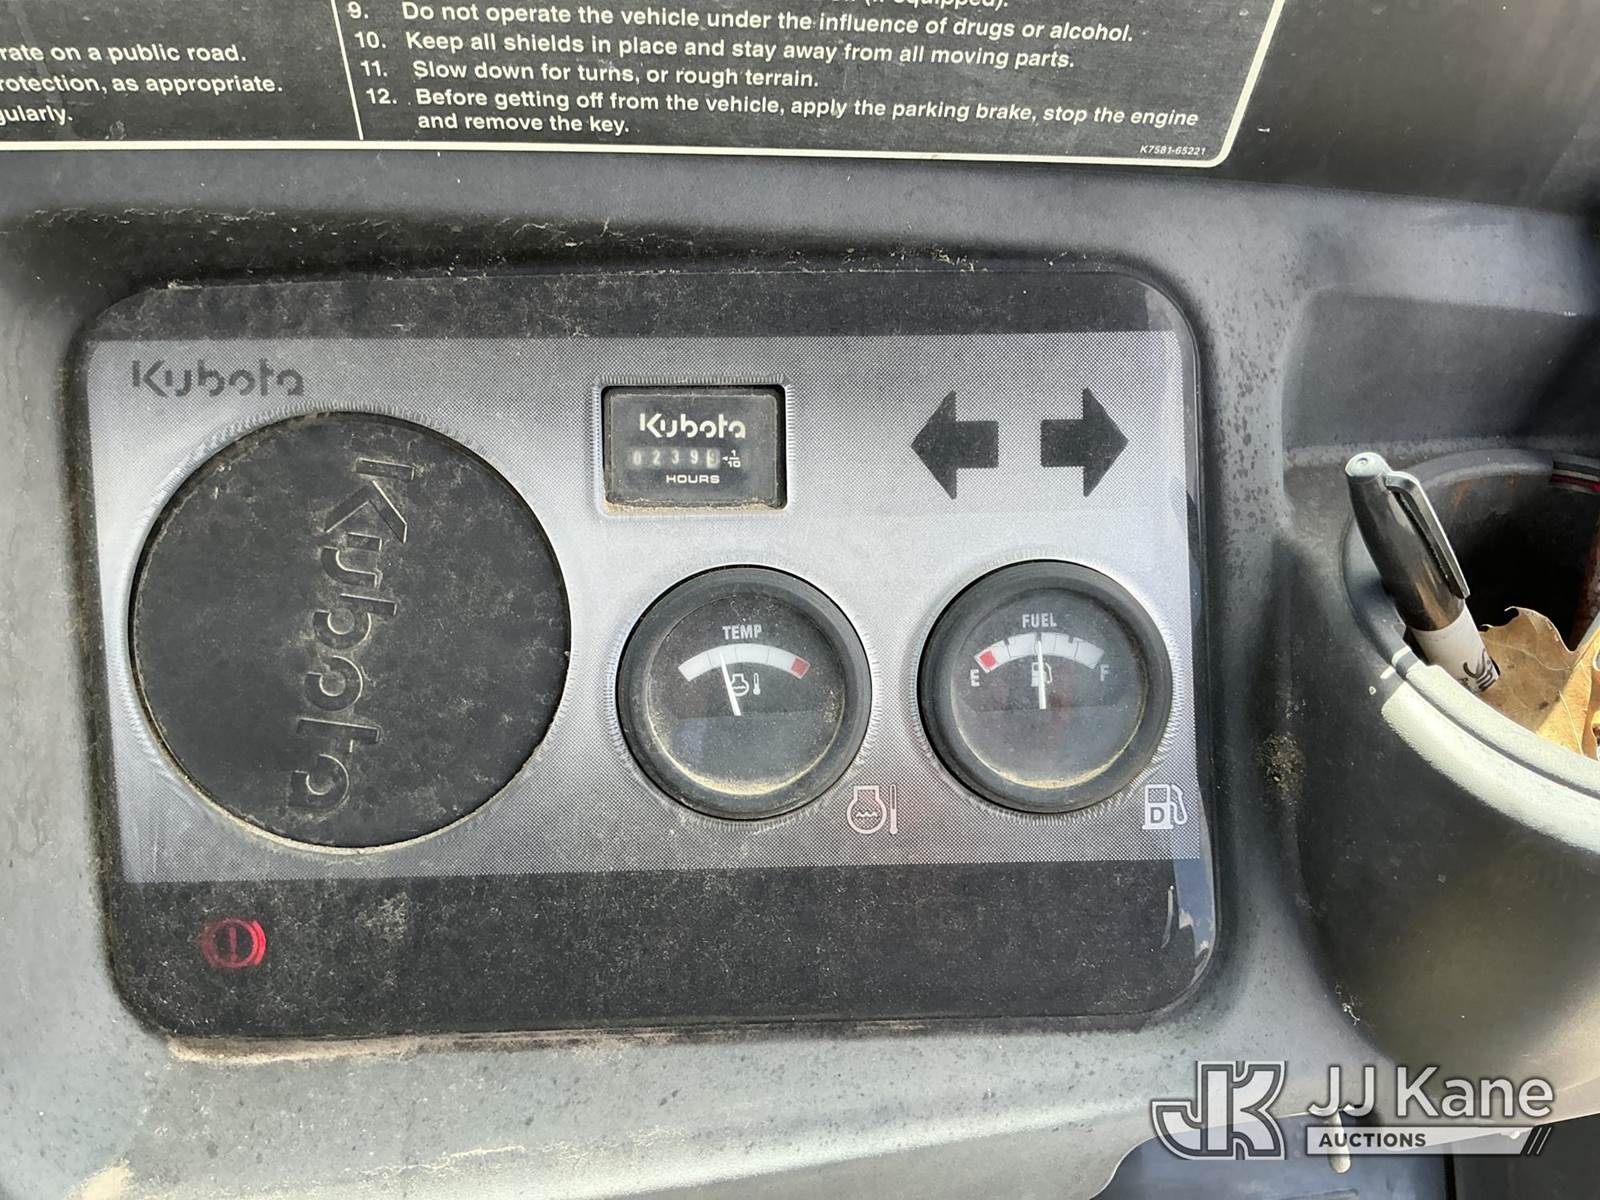 rate on a public road.
rotection, as appropriate.
gularly.
9. Do not operate the vehicle under the influence of drugs or alcohol.
10. Keep all shields in place and stay away from all moving parts.
11. Slow down for turns, or rough terrain.
12. Before getting off from the vehicle, apply the parking brake, stop the engine
and remove the key.
K7581-65221
Kubota
Kubota
0239
1/10
HOURS
Kubota
TEMP
FUEL
E
F
D
JK JJ Kane
AUCTIONS